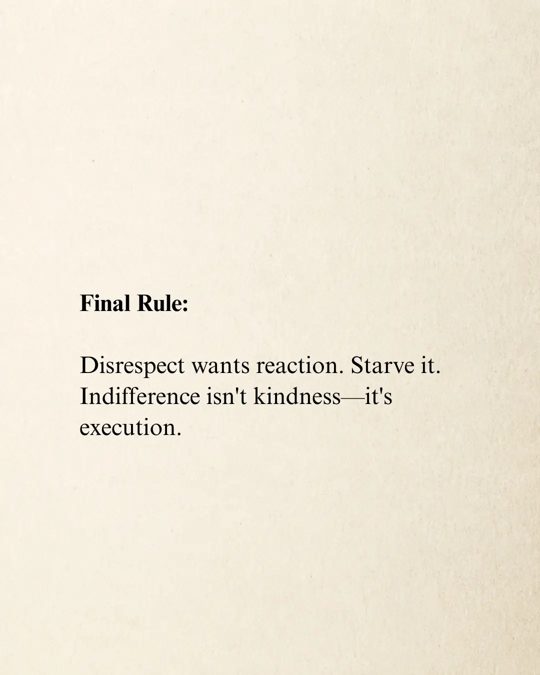 Final Rule:
Disrespect wants reaction. Starve it.
Indifference isn't kindness—it's
execution.